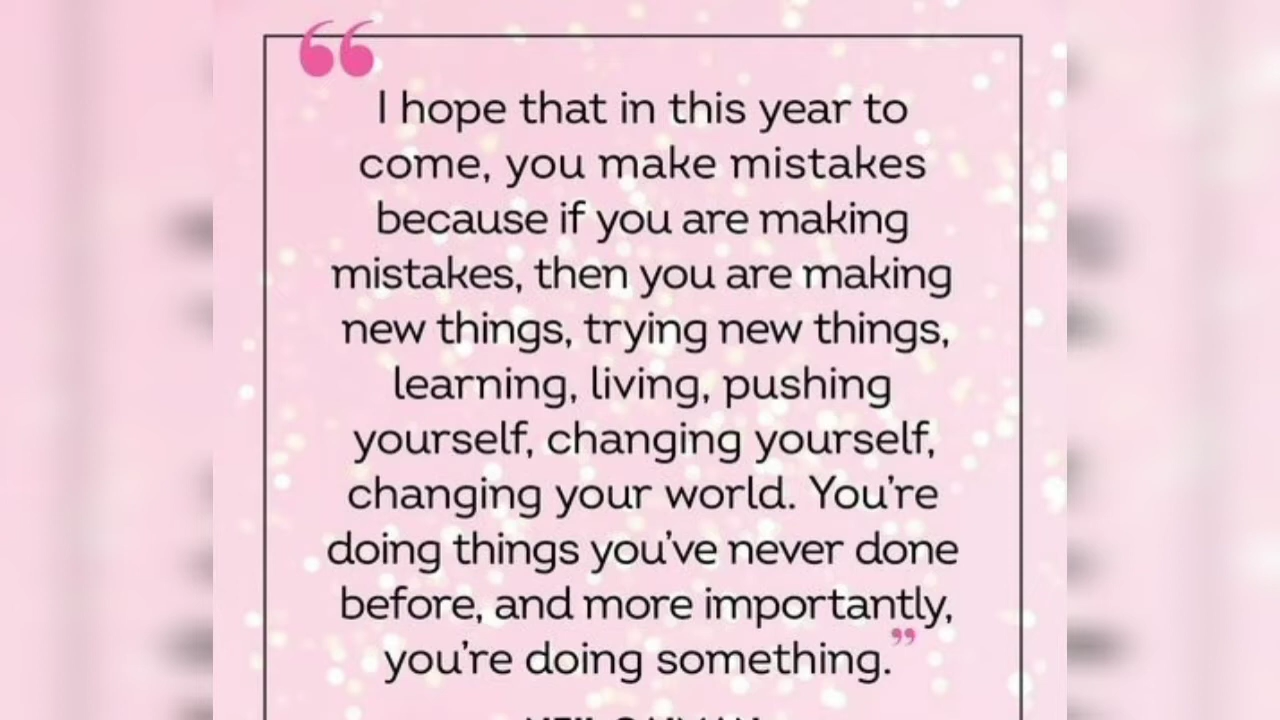 “
I hope that in this year to
come, you make mistakes
because if you are making
mistakes, then you are making
new things, trying new things,
learning, living, pushing
yourself, changing yourself,
changing your world. You’re
doing things you’ve never done
before, and more importantly,
you’re doing something.”